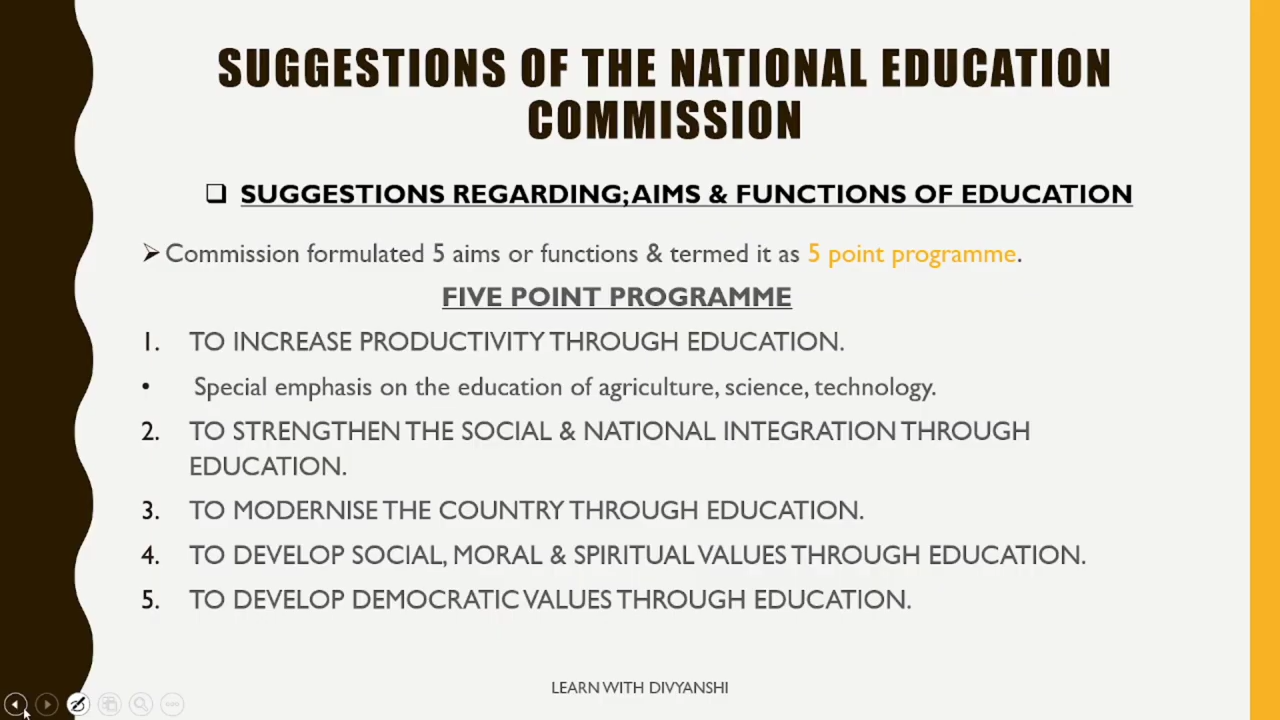 SUGGESTIONS OF THE NATIONAL EDUCATION
COMMISSION
❑ SUGGESTIONS REGARDING;AIMS & FUNCTIONS OF EDUCATION
➢ Commission formulated 5 aims or functions & termed it as 5 point programme.
FIVE POINT PROGRAMME
1. TO INCREASE PRODUCTIVITY THROUGH EDUCATION.
• Special emphasis on the education of agriculture, science, technology.
2. TO STRENGTHEN THE SOCIAL & NATIONAL INTEGRATION THROUGH
EDUCATION.
3. TO MODERNISE THE COUNTRY THROUGH EDUCATION.
4. TO DEVELOP SOCIAL, MORAL & SPIRITUAL VALUES THROUGH EDUCATION.
5. TO DEVELOP DEMOCRATIC VALUES THROUGH EDUCATION.
LEARN WITH DIVYANSHI